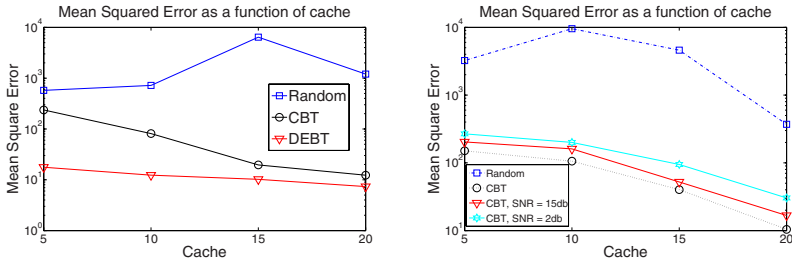 Mean Squared Error as a function of cache
Mean Square Error
10^4
10^3
10^2
10^1
10^0
Random
CBT
DEBT
5
10
15
20
Cache
Mean Squared Error as a function of cache
Mean Square Error
10^4
10^3
10^2
10^1
Random
CBT
CBT, SNR = 15db
CBT, SNR = 2db
5
10
15
20
Cache